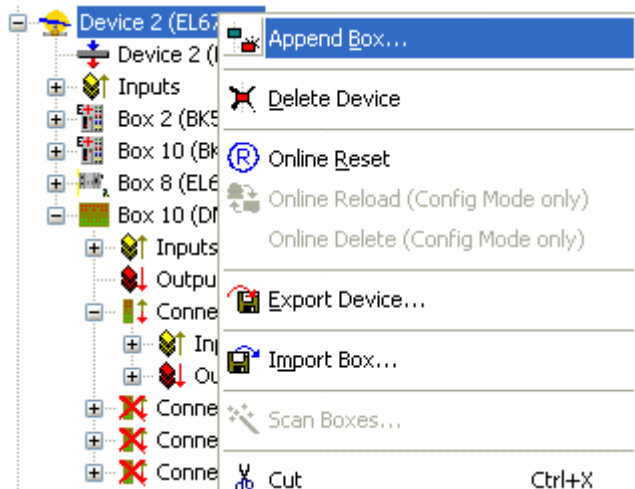 Device 2 (EL67
Device 2 (
Inputs
Box 2 (BK5
Box 10 (BK
Box 8 (EL6
Box 10 (D
Inputs
Outpu
Conne
In
Ou
Conne
Conne
Conne
Append Box...
Delete Device
Online Reset
Online Reload (Config Mode only)
Online Delete (Config Mode only)
Export Device...
Import Box...
Scan Boxes...
Cut Ctrl+X